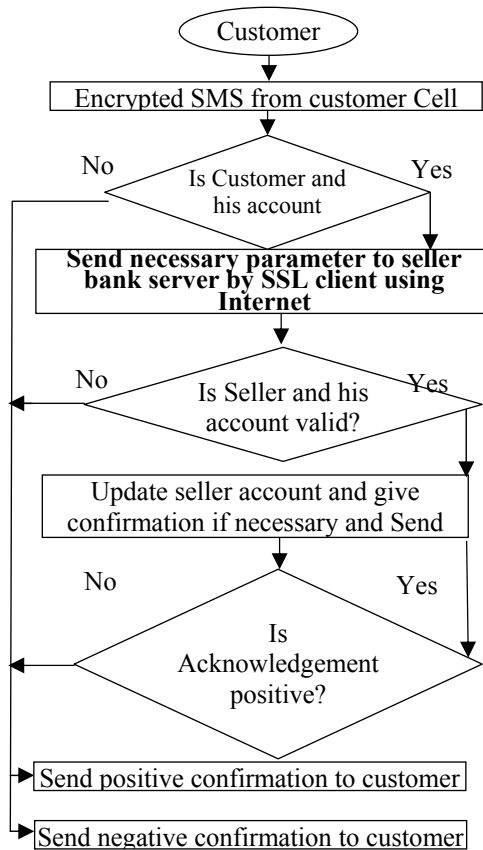 Customer
Encrypted SMS from customer Cell
No
Yes
Is Customer and
his account
Send necessary parameter to seller
bank server by SSL client using
Internet
No
Yes
Is Seller and his
account valid?
Update seller account and give
confirmation if necessary and Send
No
Yes
Is
Acknowledgement
positive?
Send positive confirmation to customer
Send negative confirmation to customer